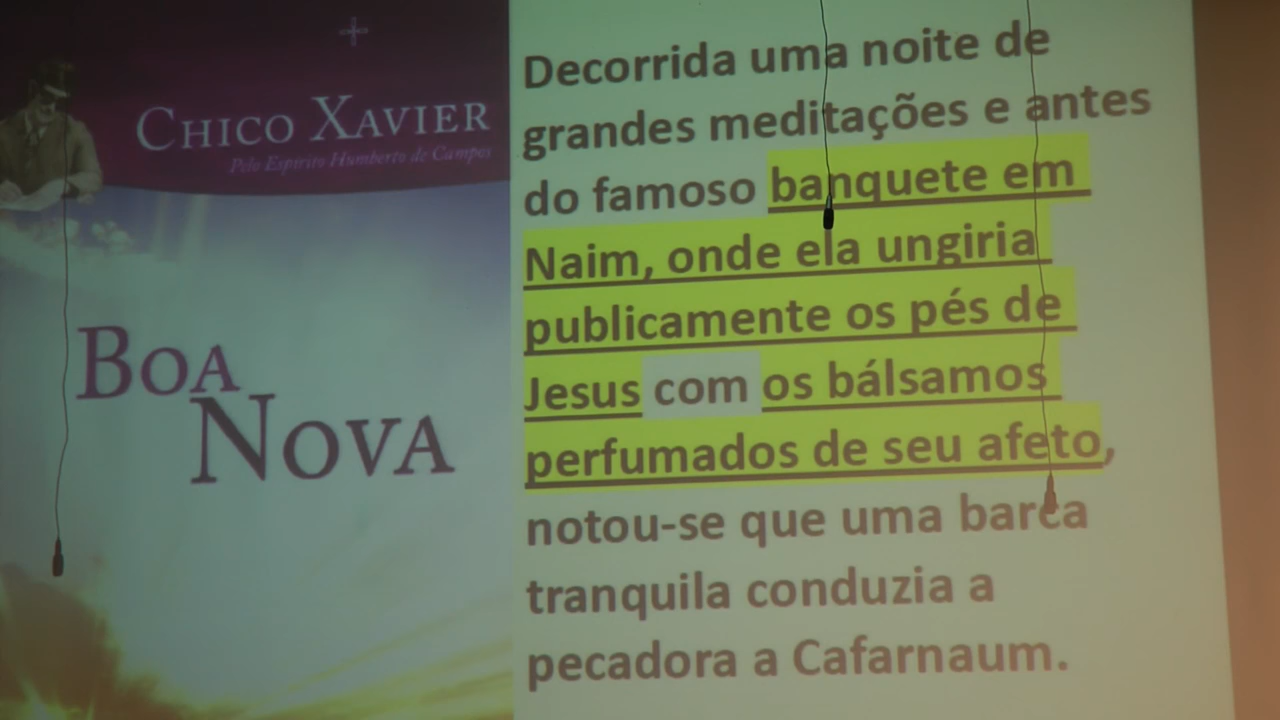 CHICO XAVIER
Pelo Espírito Humberto de Campos
BOA
NOVA
Decorrida uma noite de
grandes meditações e antes
do famoso banquete em
Naim, onde ela ungiria
publicamente os pés de
Jesus com os bálsamos
perfumados de seu afeto,
notou-se que uma barca
tranquila conduzia a
pecadora a Cafarnaum.